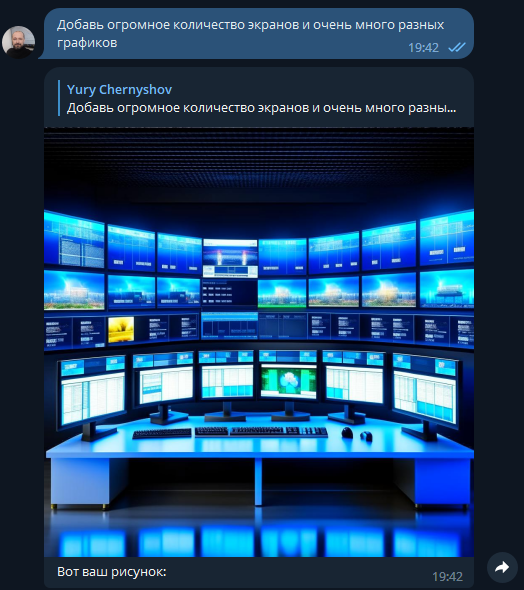 Добавь огромное количество экранов и очень много разных
графиков
19:42
Yury Chernyshov
Добавь огромное количество экранов и очень много разны...
Вот ваш рисунок:
19:42